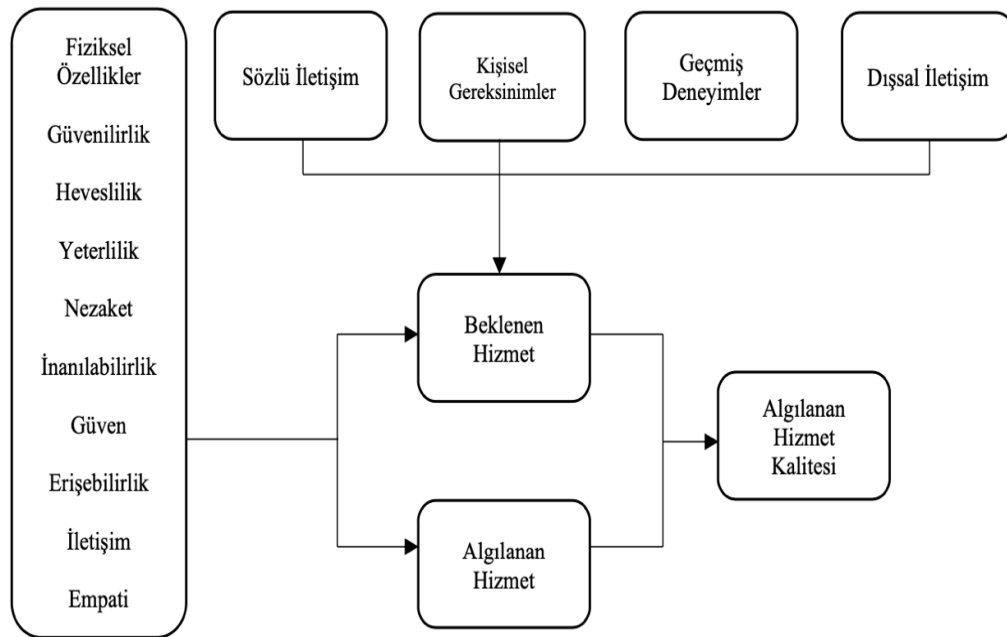 Fiziksel
Özellikler
Güvenilirlik
Heveslilik
Yeterlilik
Nezaket
İnanılabilirlik
Güven
Erişebilirlik
İletişim
Empati
Sözlü İletişim
Kişisel
Gereksinimler
Geçmiş
Deneyimler
Dışsal İletişim
Beklenen
Hizmet
Algılanan
Hizmet
Algılanan
Hizmet
Kalitesi